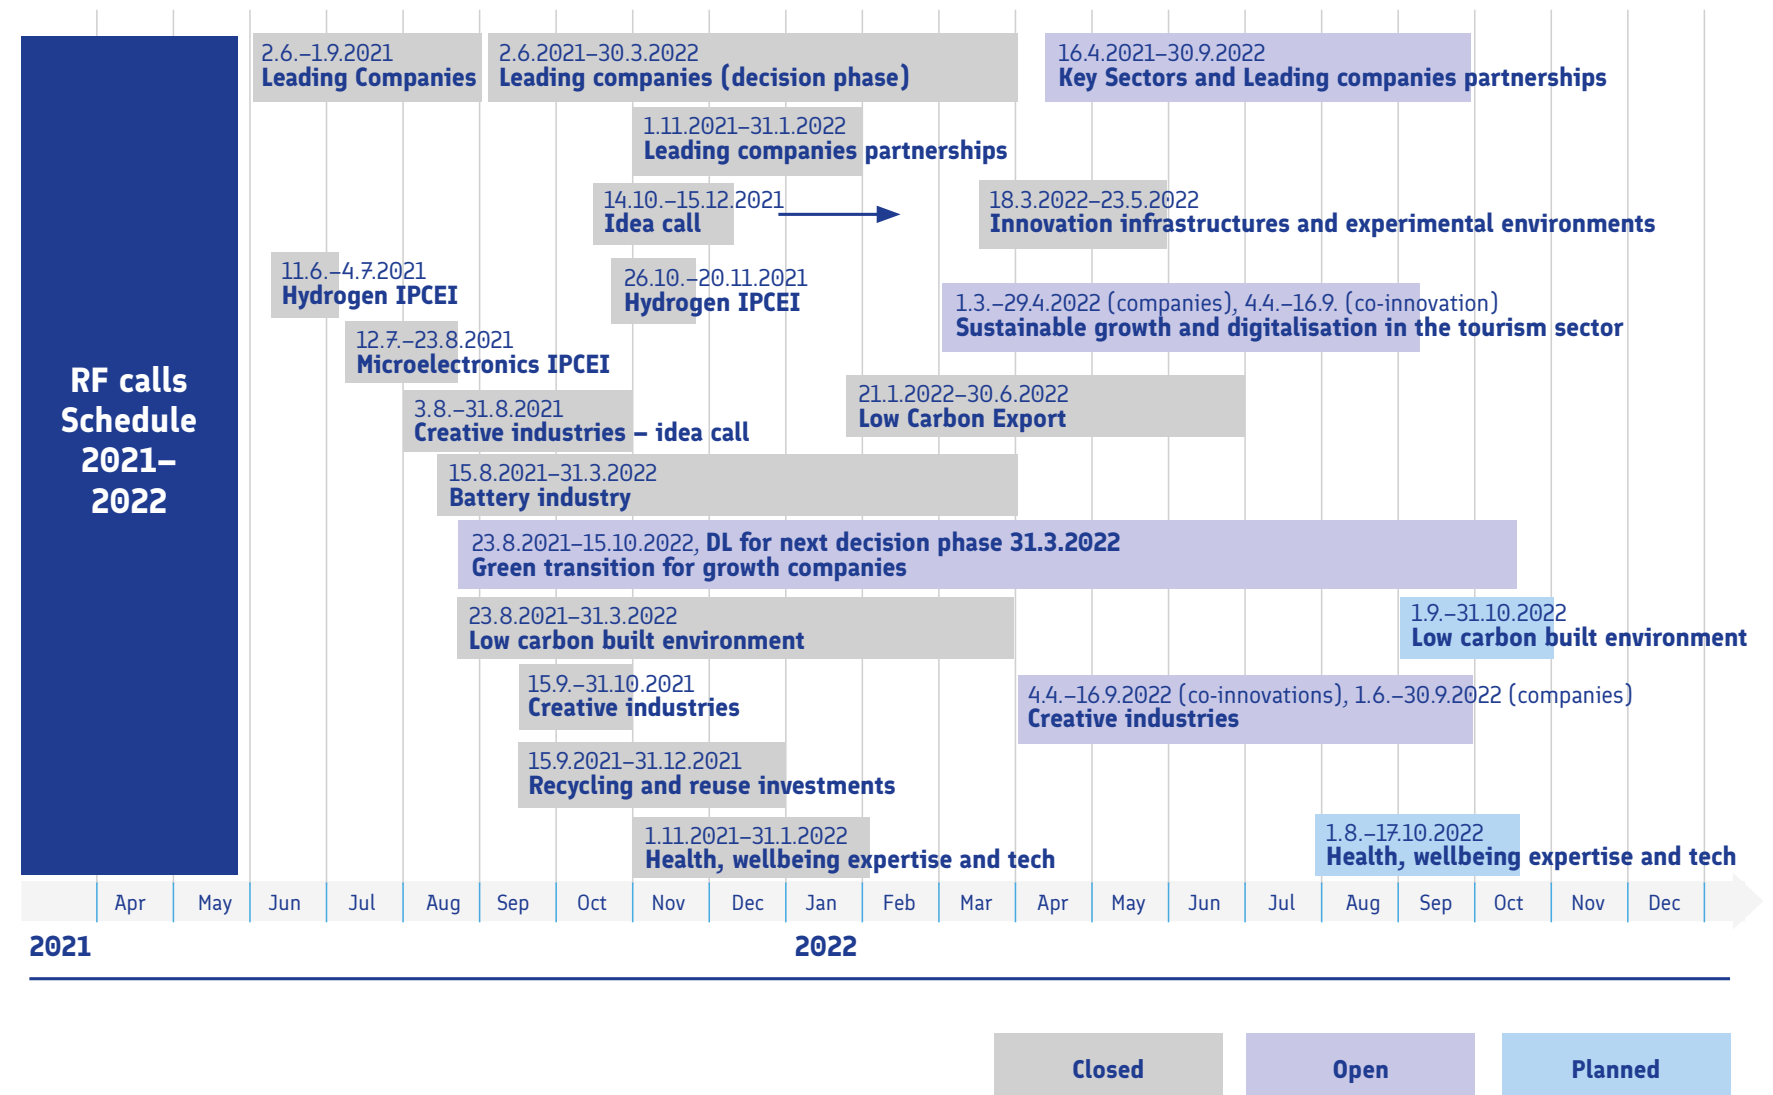 RF calls
Schedule
2021–
2022
2.6.–1.9.2021
Leading Companies
2.6.2021–30.3.2022
Leading companies (decision phase)
16.4.2021–30.9.2022
Key Sectors and Leading companies partnerships
1.11.2021–31.1.2022
Leading companies partnerships
14.10.–15.12.2021
Idea call
18.3.2022–23.5.2022
Innovation infrastructures and experimental environments
11.6.–4.7.2021
Hydrogen IPCEI
26.10.–20.11.2021
Hydrogen IPCEI
1.3.–29.4.2022 (companies), 4.4.–16.9. (co-innovation)
Sustainable growth and digitalisation in the tourism sector
12.7.–23.8.2021
Microelectronics IPCEI
21.1.2022–30.6.2022
Low Carbon Export
3.8.–31.8.2021
Creative industries – idea call
15.8.2021–31.3.2022
Battery industry
23.8.2021–15.10.2022, DL for next decision phase 31.3.2022
Green transition for growth companies
23.8.2021–31.3.2022
Low carbon built environment
1.9.–31.10.2022
Low carbon built environment
15.9.–31.10.2021
Creative industries
4.4.–16.9.2022 (co-innovations), 1.6.–30.9.2022 (companies)
Creative industries
15.9.2021–31.12.2021
Recycling and reuse investments
1.11.2021–31.1.2022
Health, wellbeing expertise and tech
1.8.–17.10.2022
Health, wellbeing expertise and tech
Apr May Jun Jul Aug Sep Oct Nov Dec Jan Feb Mar Apr May Jun Jul Aug Sep Oct Nov Dec
2021 2022
Closed Open Planned